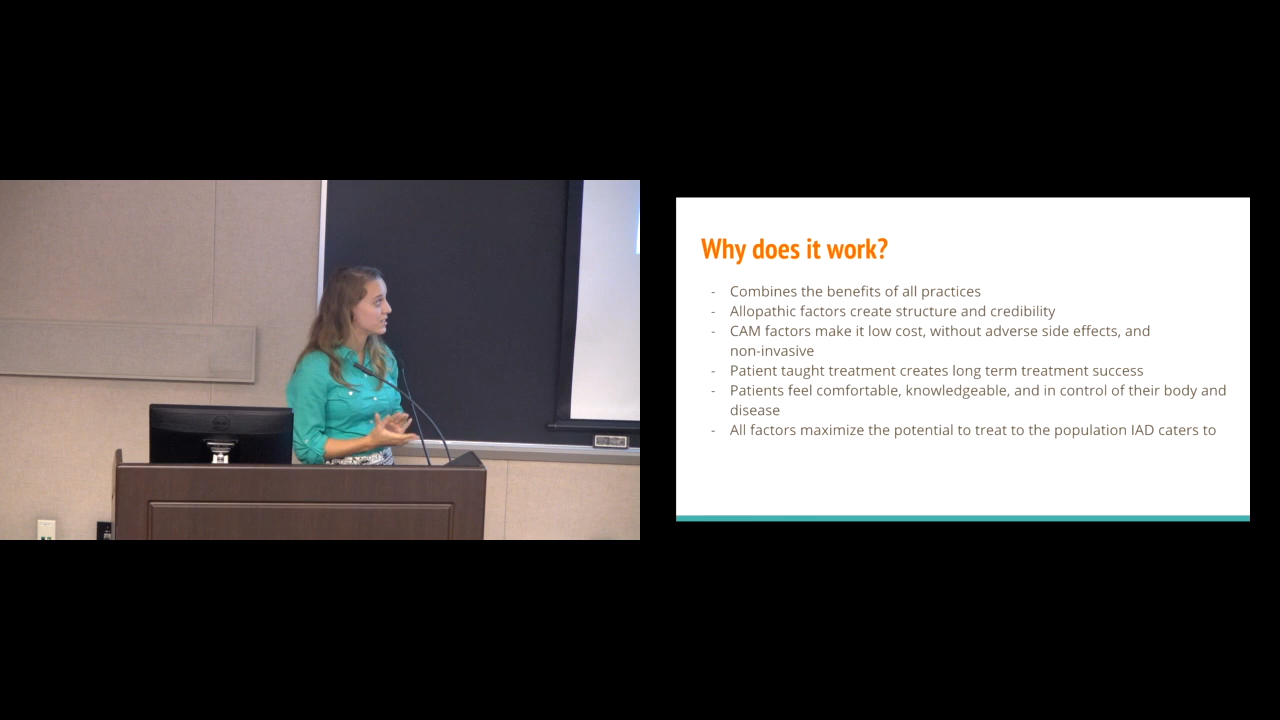 Why does it work?
- Combines the benefits of all practices
- Allopathic factors create structure and credibility
- CAM factors make it low cost, without adverse side effects, and
non-invasive
- Patient taught treatment creates long term treatment success
- Patients feel comfortable, knowledgeable, and in control of their body and
disease
- All factors maximize the potential to treat to the population IAD caters to